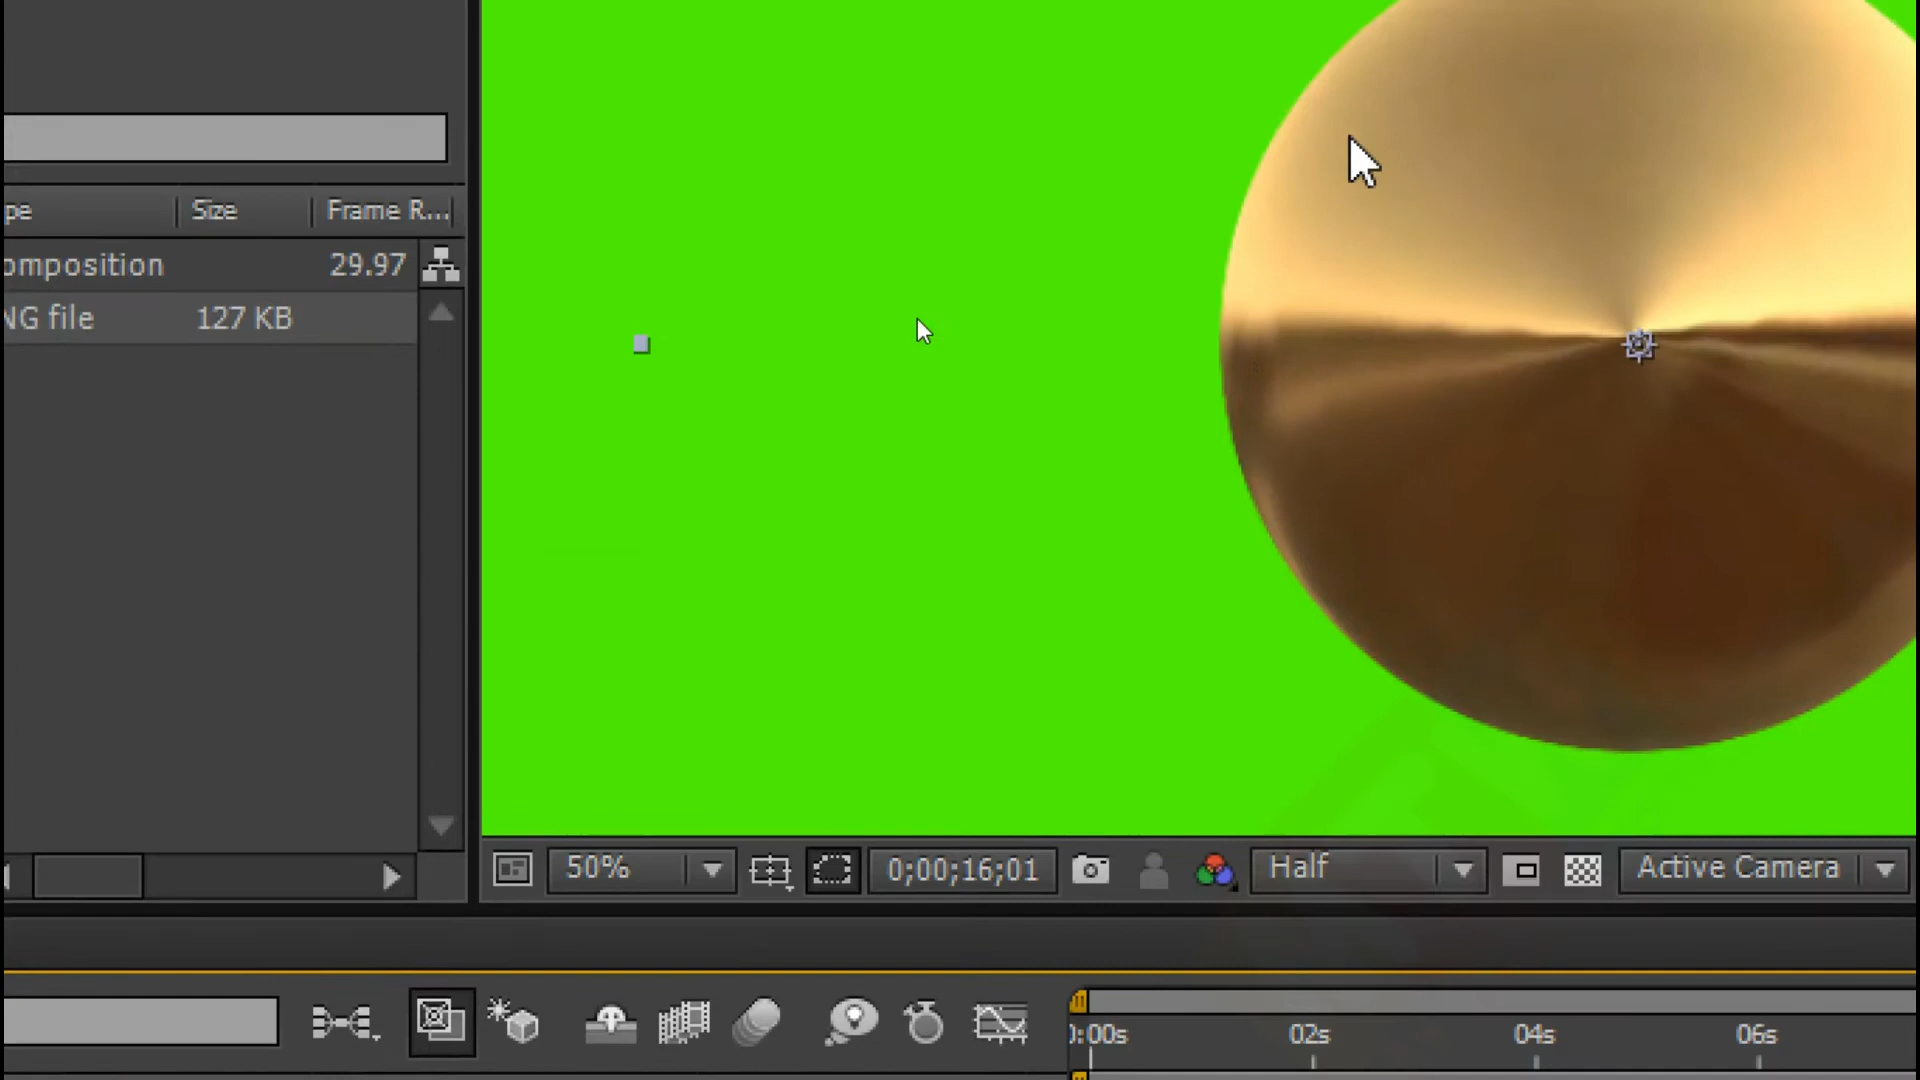 pe Size Frame R...
omposition 29.97
NG file 127 KB
50% 0;00;16;01 Half Active Camera
0:00s 02s 04s 06s